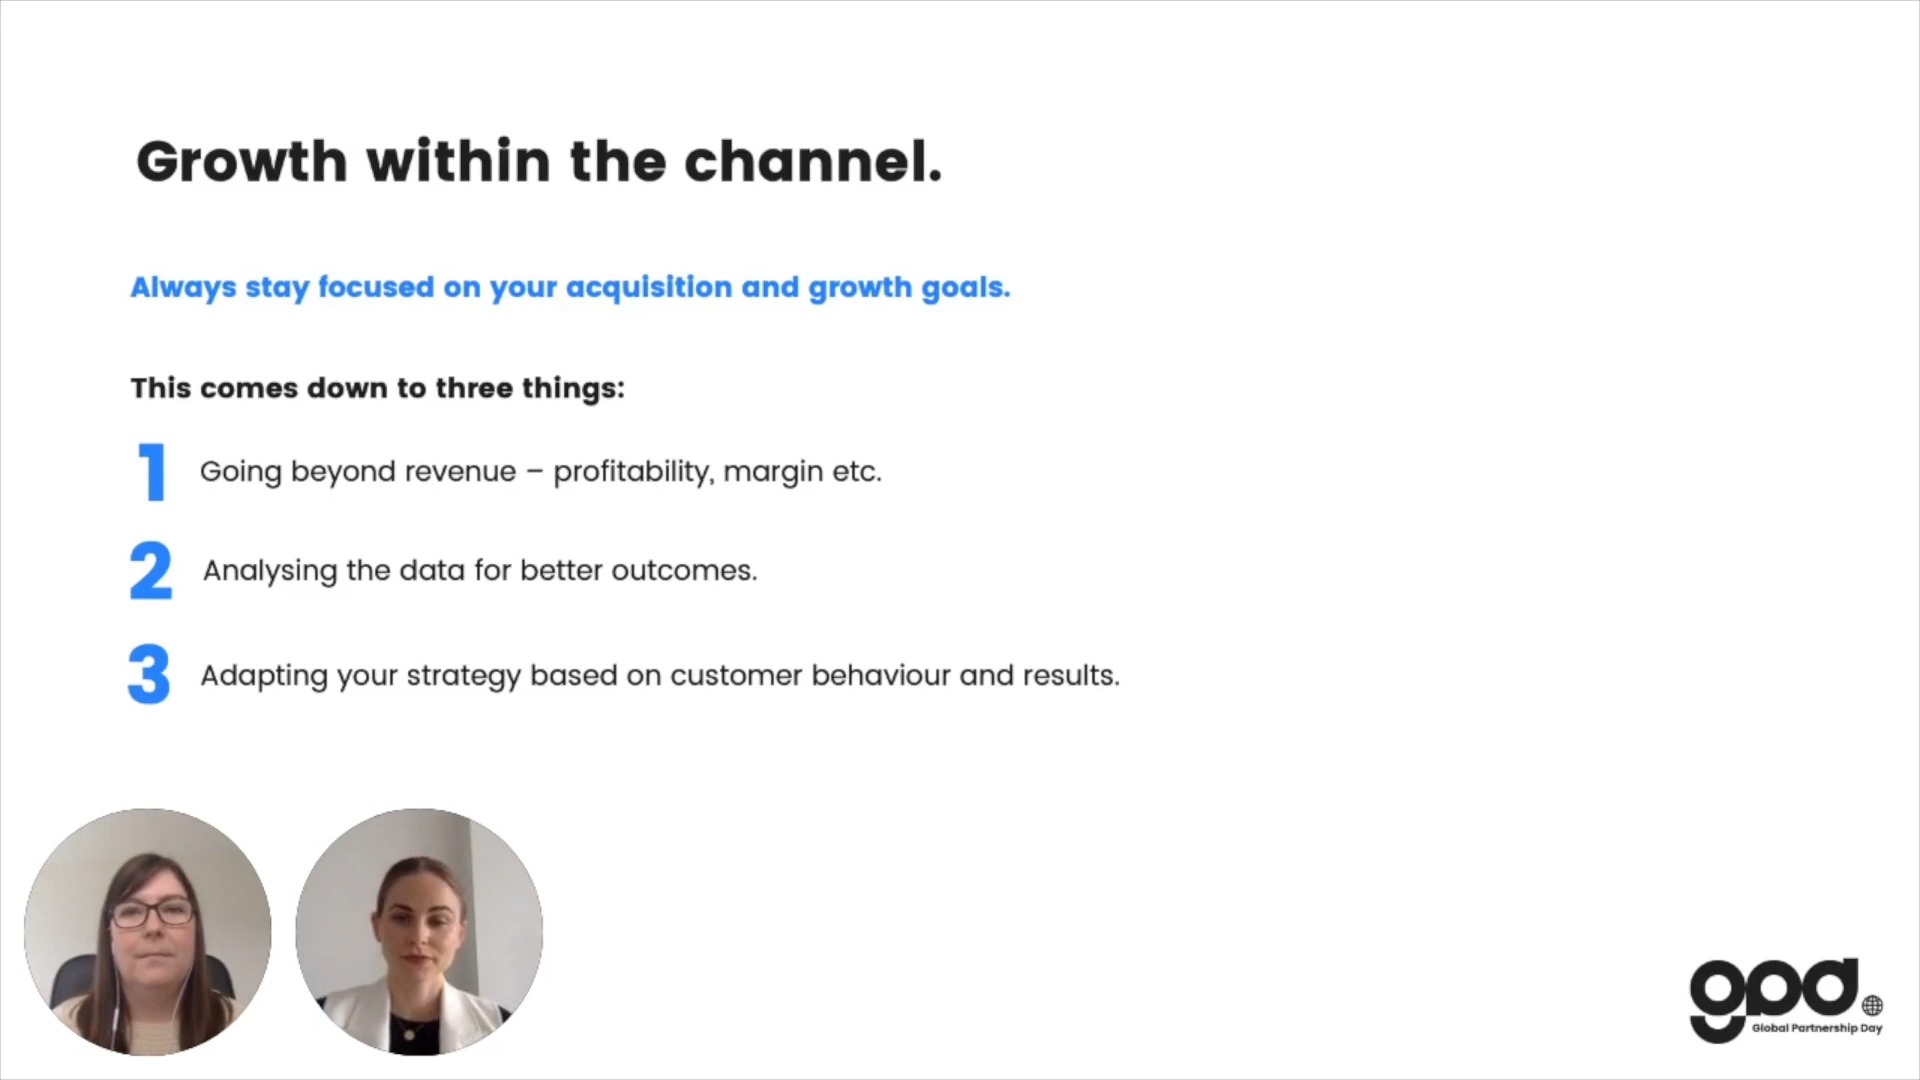 Growth within the channel.
Always stay focused on your acquisition and growth goals.
This comes down to three things:
1 Going beyond revenue – profitability, margin etc.
2 Analysing the data for better outcomes.
3 Adapting your strategy based on customer behaviour and results.
gpd.
Global Partnership Day